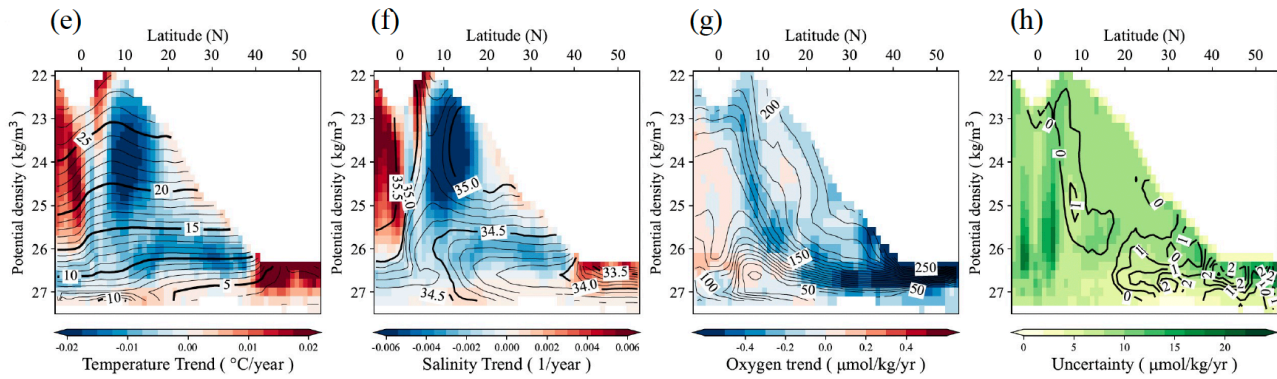 (e)
Latitude (N)
0 10 20 30 40 50
Potential density ( kg/m³ )
22
23
24
25
26
27
25
20
15
10
5
10
-0.02 -0.01 0.00 0.01 0.02
Temperature Trend ( °C/year )
(f)
Latitude (N)
0 10 20 30 40 50
Potential density ( kg/m³ )
22
23
24
25
26
27
35.5
35.0
35.0
34.5
34.5
34.0
33.5
-0.006 -0.004 -0.002 0.000 0.002 0.004 0.006
Salinity Trend ( 1/year )
(g)
Latitude (N)
0 10 20 30 40 50
Potential density ( kg/m³ )
22
23
24
25
26
27
200
150
100
50
250
50
-0.4 -0.2 0.0 0.2 0.4
Oxygen trend ( μmol/kg/yr )
(h)
Latitude (N)
0 10 20 30 40 50
Potential density ( kg/m³ )
22
23
24
25
26
27
0
0
0
1
0
1
0
2
2
2
0
0 5 10 15 20
Uncertainty ( μmol/kg/yr )